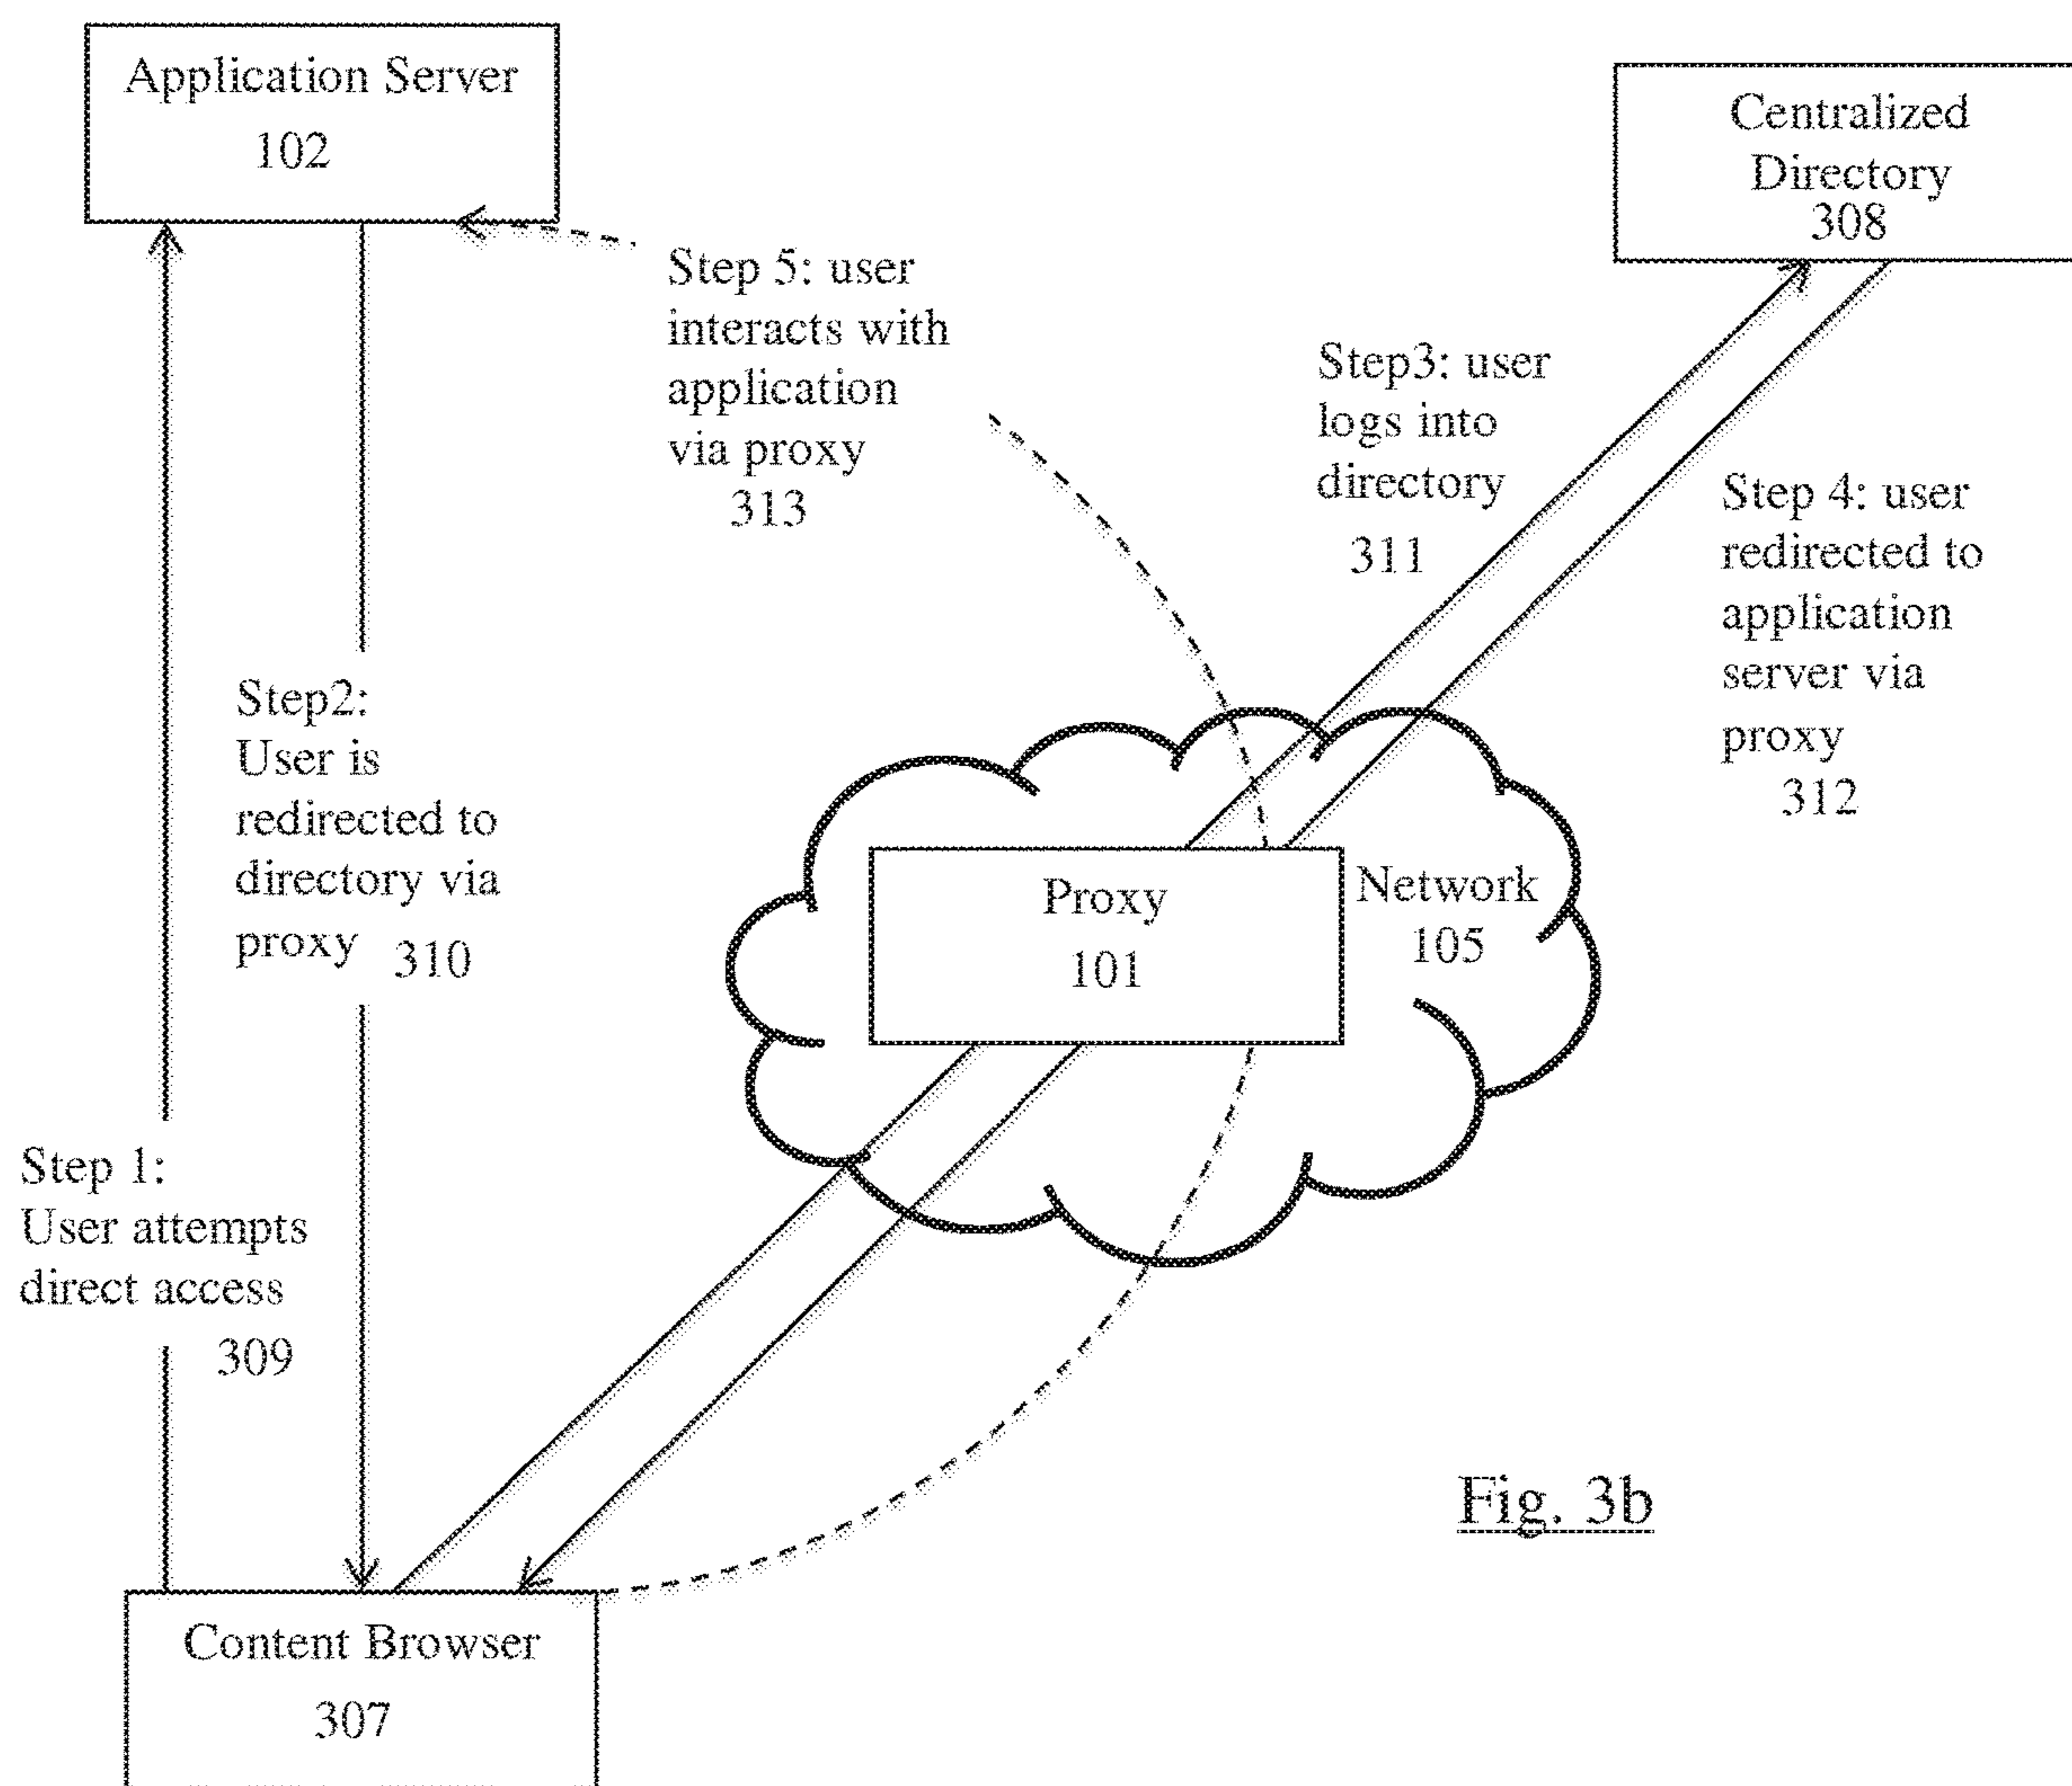 Application Server
102
Centralized
Directory
308
Step 5: user
interacts with
application
via proxy
313
Step3: user
logs into
directory
311
Step 4: user
redirected to
application
server via
proxy
312
Step2:
User is
redirected to
directory via
proxy 310
Proxy
101
Network
105
Step 1:
User attempts
direct access
309
Content Browser
307
Fig. 3b